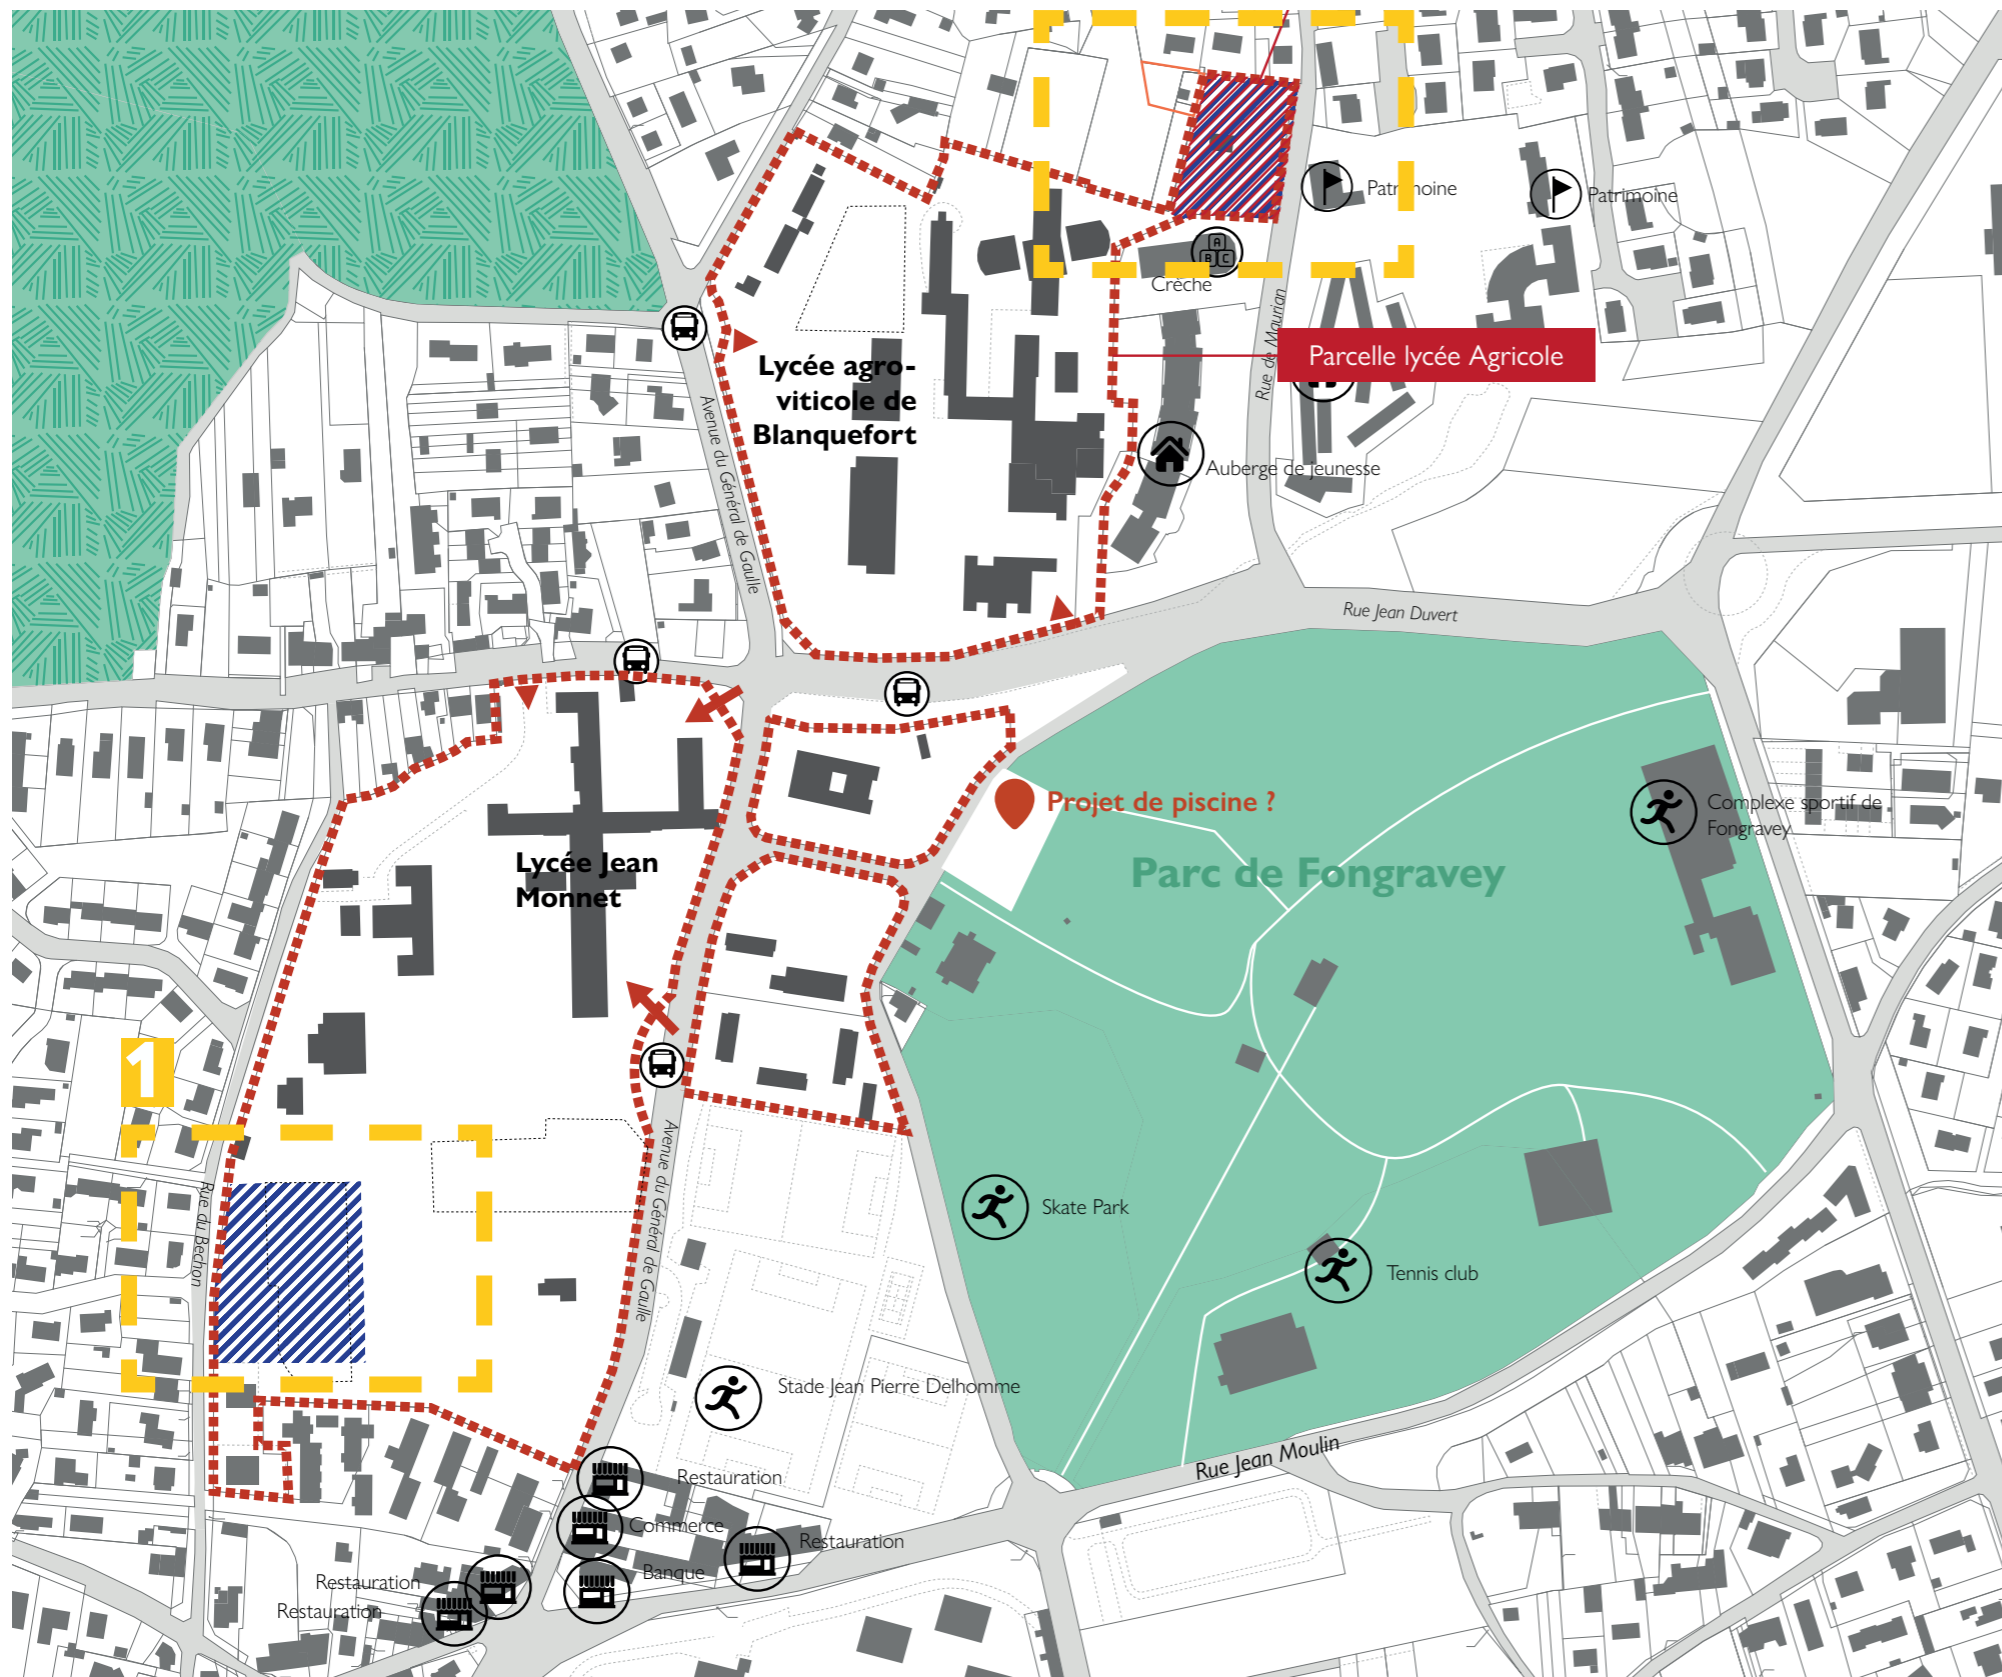 Patrimoine
Patrimoine
A
B C
Crèche
Rue de Maurian
Parcelle lycée Agricole
Lycée agro-
viticole de
Blanquefort
Avenue du Général de Gaulle
Auberge de jeunesse
Rue Jean Duvert
Projet de piscine ?
Complexe sportif de
Fongravey
Parc de Fongravey
Lycée Jean
Monnet
1
Rue du Bechon
Avenue du Général de Gaulle
Skate Park
Tennis club
Stade Jean Pierre Delhomme
Rue Jean Moulin
Restauration
Commerce
Restauration
Banque
Restauration
Restauration